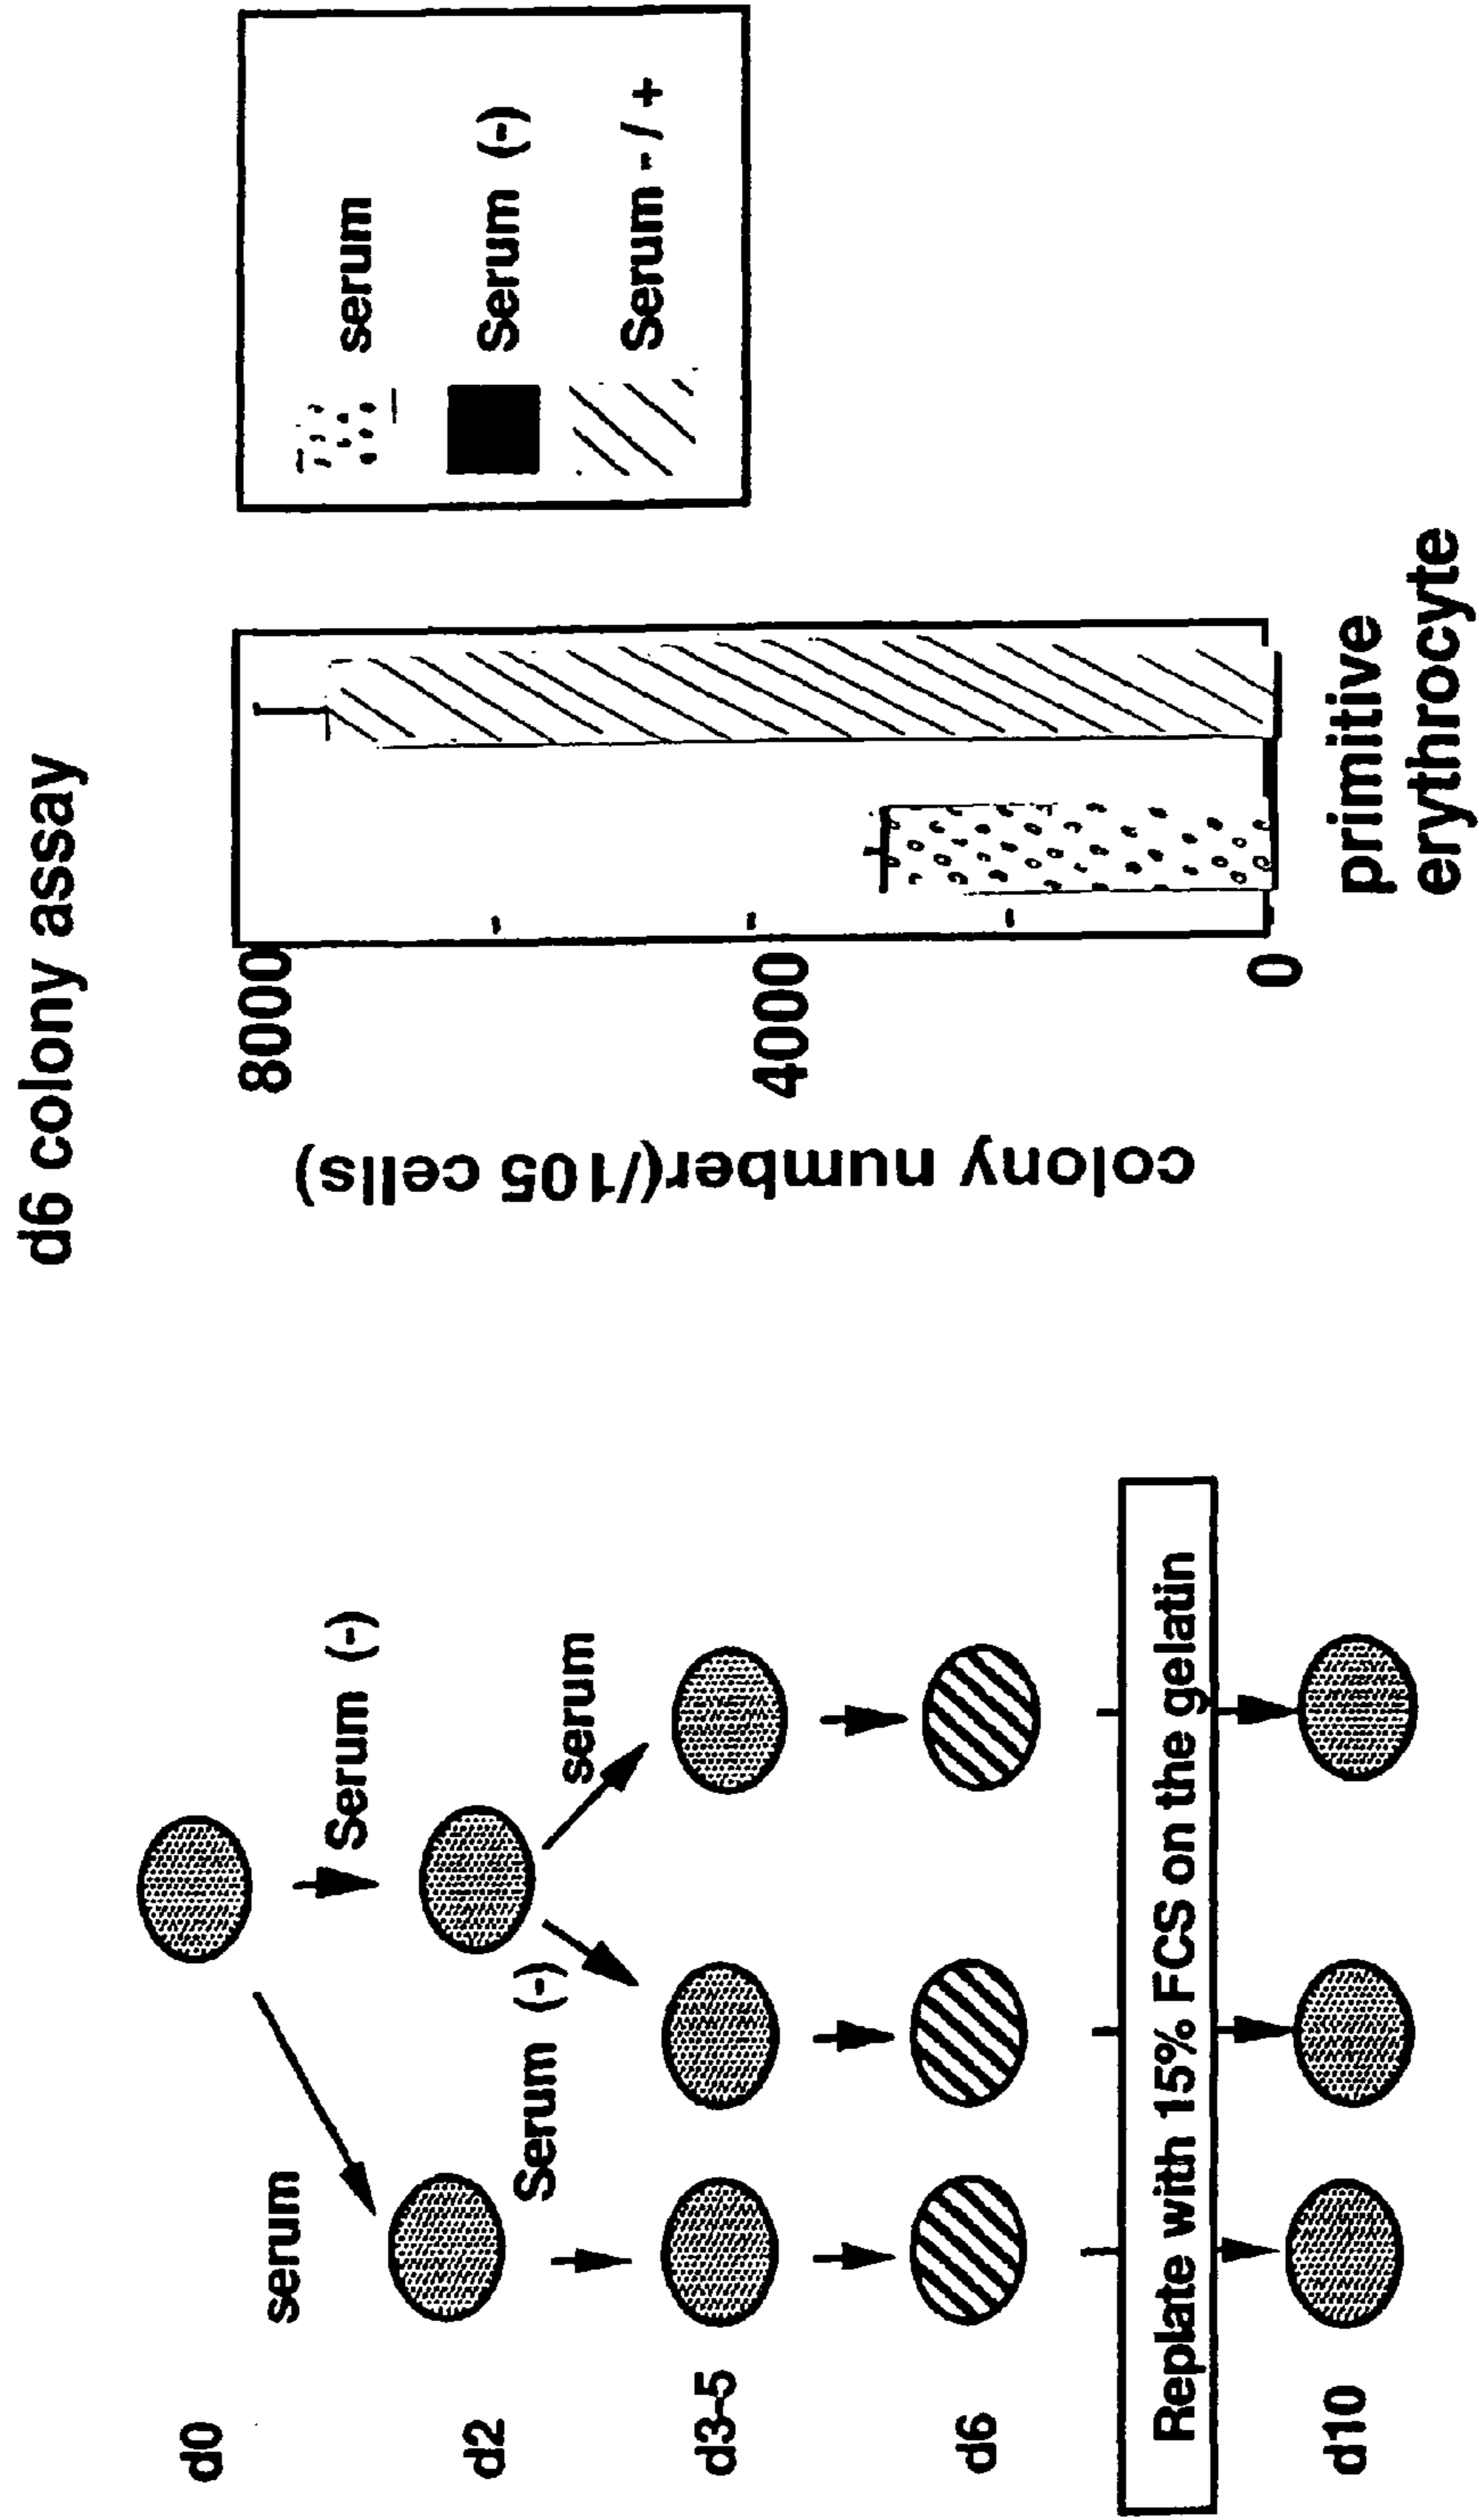 d0
serum
Serum (-)
d2
Serum (-)
serum
d3-5
d6
Replate with 15% FCS on the gelatin
d10
d6 colony assay
colony number(/105 cells)
8000
4000
0
primitive
erythrocyte
serum
Serum (-)
Serum - / +